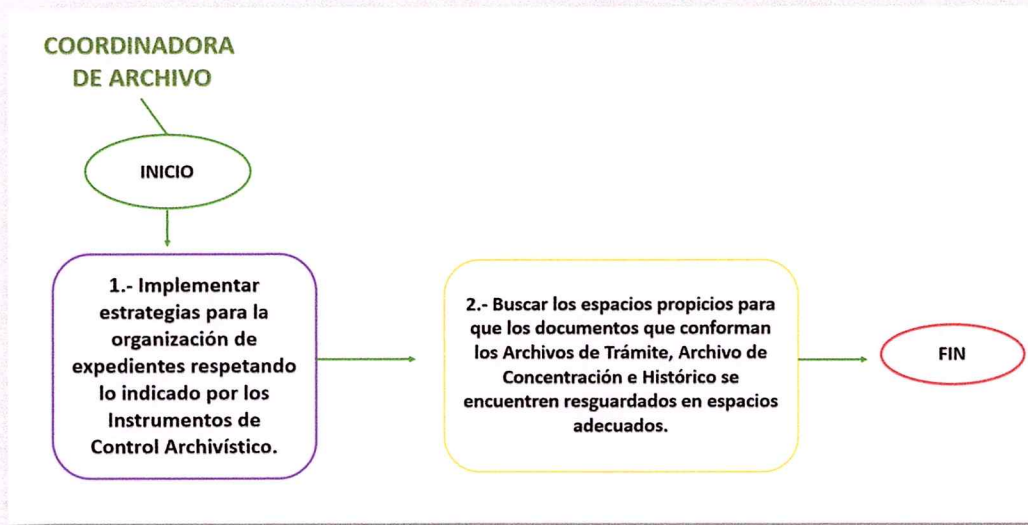 COORDINADORA
DE ARCHIVO
INICIO
1.- Implementar
estrategias para la
organización de
expedientes respetando
lo indicado por los
Instrumentos de
Control Archivístico.
2.- Buscar los espacios propicios para
que los documentos que conforman
los Archivos de Trámite, Archivo de
Concentración e Histórico se
encuentren resguardados en espacios
adecuados.
FIN